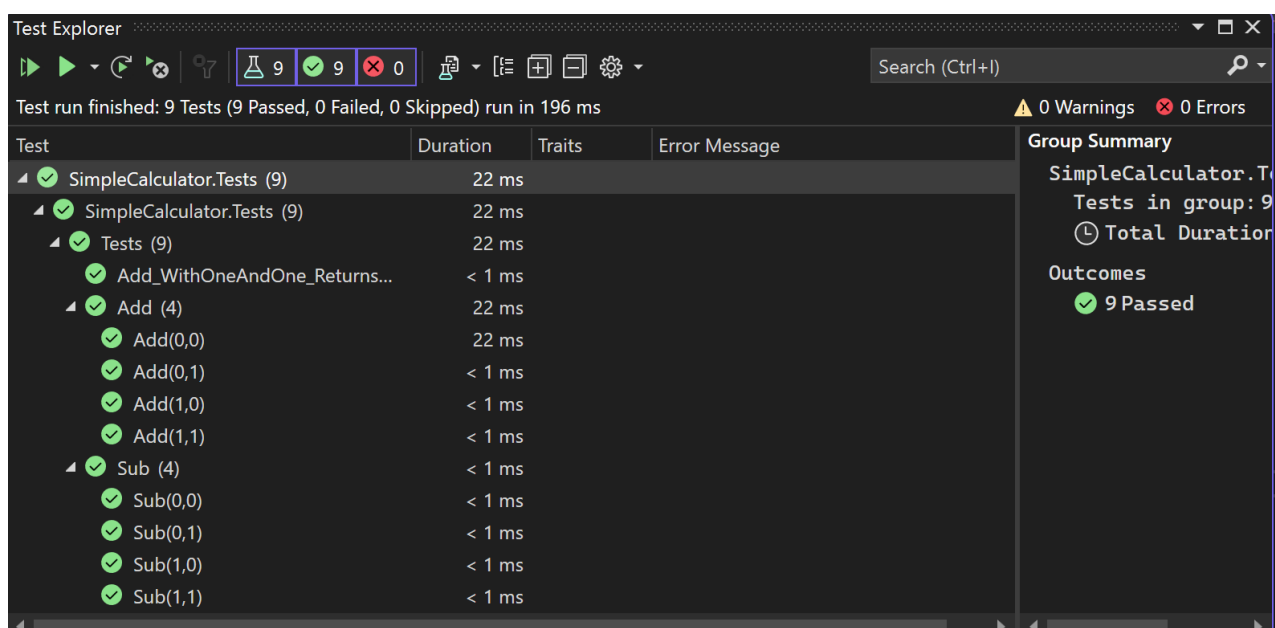 Test Explorer
9 9 0
Search (Ctrl+I)
Test run finished: 9 Tests (9 Passed, 0 Failed, 0 Skipped) run in 196 ms
0 Warnings 0 Errors
Test Duration Traits Error Message
SimpleCalculator.Tests (9) 22 ms
SimpleCalculator.Tests (9) 22 ms
Tests (9) 22 ms
Add_WithOneAndOne_Returns... < 1 ms
Add (4) 22 ms
Add(0,0) 22 ms
Add(0,1) < 1 ms
Add(1,0) < 1 ms
Add(1,1) < 1 ms
Sub (4) < 1 ms
Sub(0,0) < 1 ms
Sub(0,1) < 1 ms
Sub(1,0) < 1 ms
Sub(1,1) < 1 ms
Group Summary
SimpleCalculator.T
Tests in group: 9
Total Duration
Outcomes
9 Passed